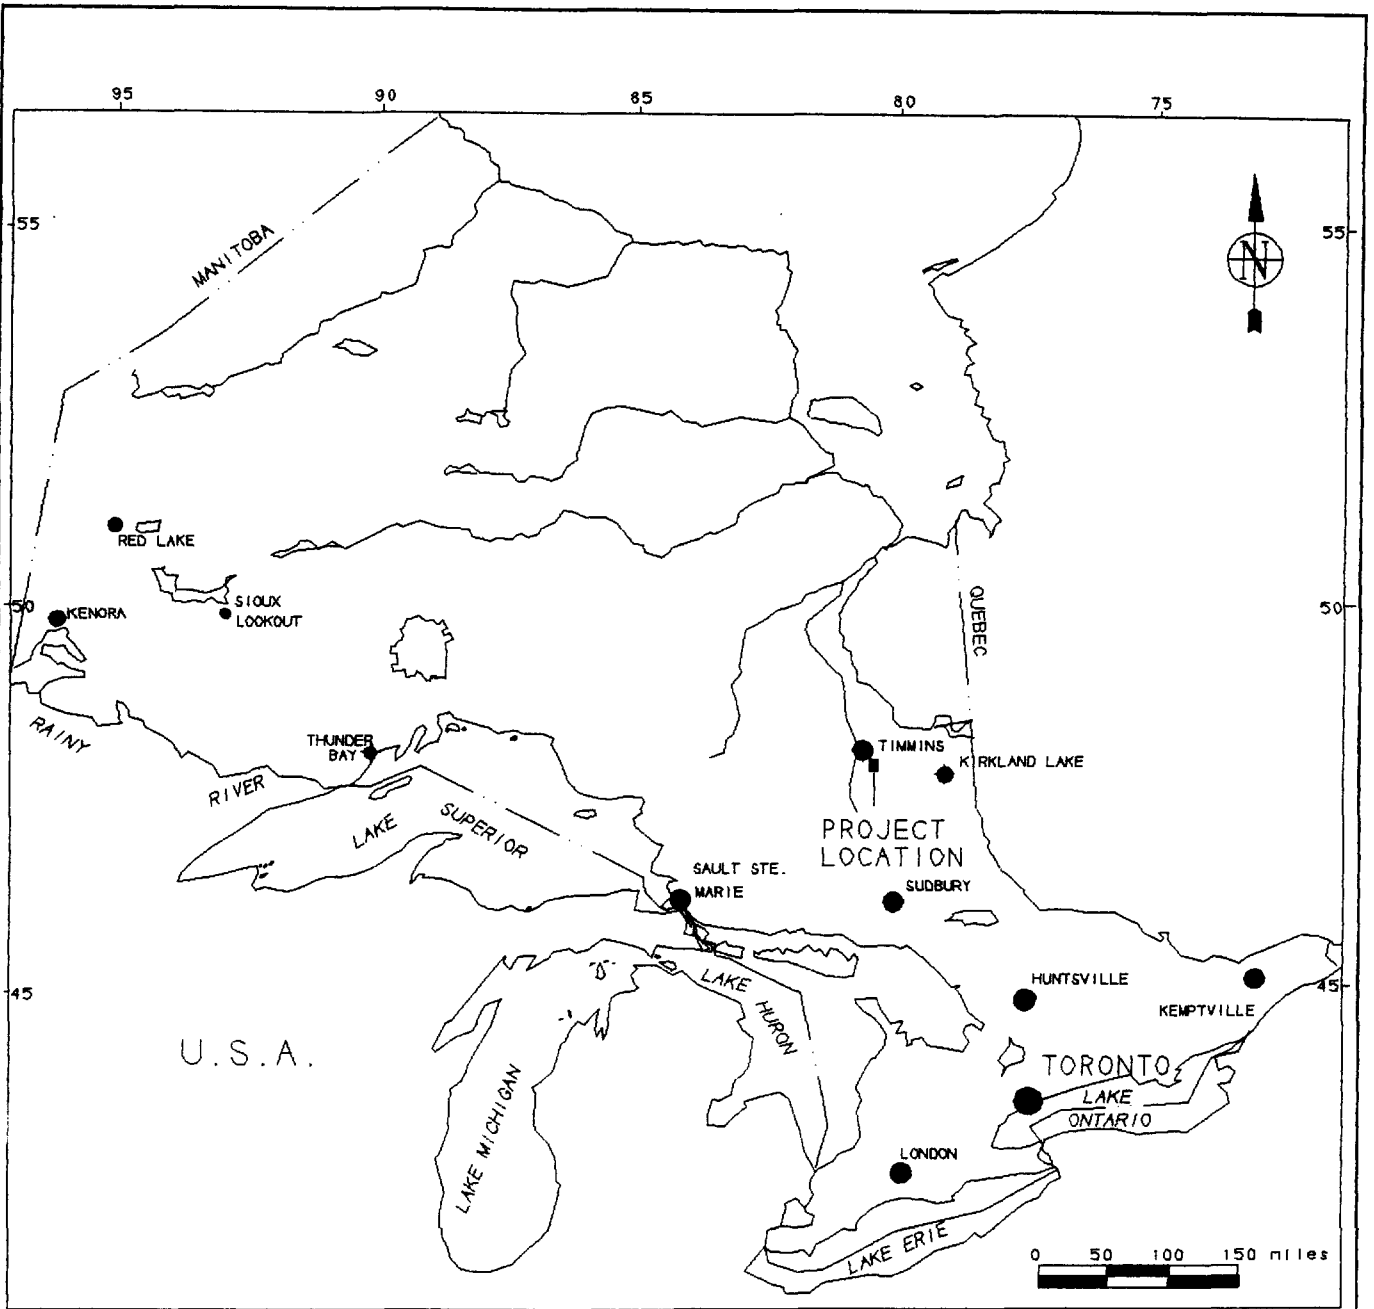 95 90 85 80 75
55 55
MANITOBA
N
RED LAKE
50 50
KENORA
SIOUX
LOOKOUT
QUEBEC
RAINY
RIVER
THUNDER
BAY
TIMMINS
KIRKLAND LAKE
LAKE
SUPERIOR
PROJECT
LOCATION
SAULT STE.
MARIE
SUDBURY
45 45
LAKE
HURON
HUNTSVILLE
KEMPTVILLE
U.S.A.
LAKE MICHIGAN
TORONTO
LAKE
ONTARIO
LONDON
LAKE ERIE
0 50 100 150 miles